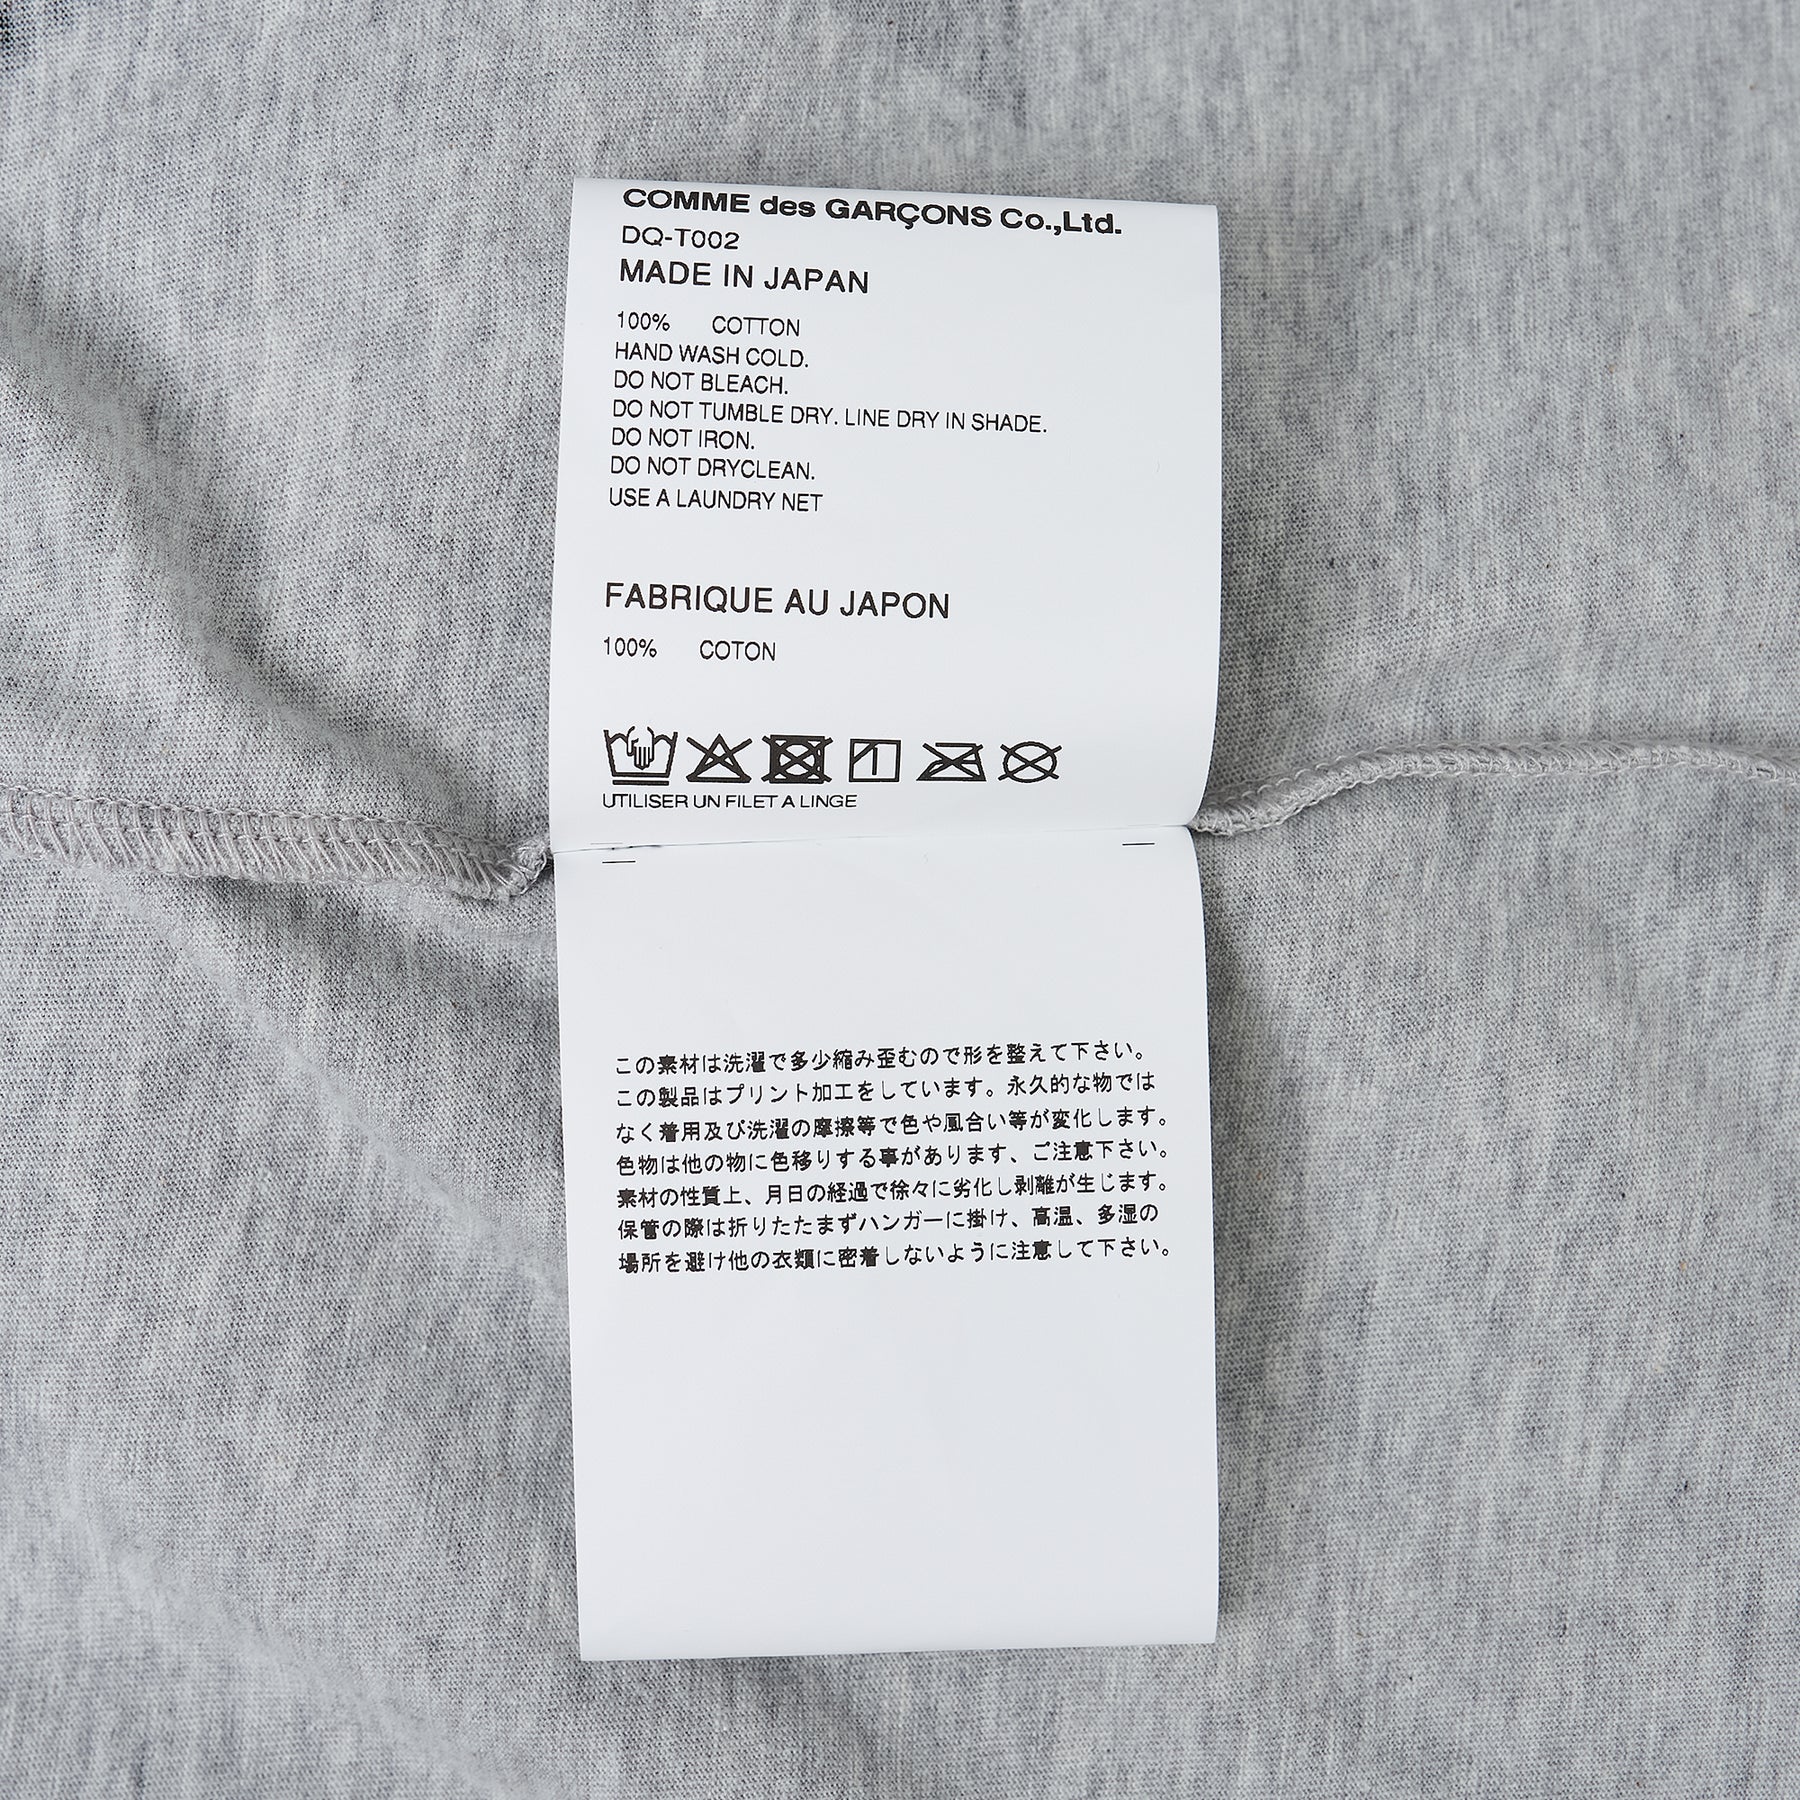 COMME des GARÇONS Co.,Ltd.
DQ-T002
MADE IN JAPAN
100% COTTON
HAND WASH COLD.
DO NOT BLEACH.
DO NOT TUMBLE DRY. LINE DRY IN SHADE.
DO NOT IRON.
DO NOT DRYCLEAN.
USE A LAUNDRY NET
FABRIQUE AU JAPON
100% COTON
UTILISER UN FILET A LINGE
この素材は洗濯で多少縮み歪むので形を整えて下さい。
この製品はプリント加工をしています。永久的な物では
なく着用及び洗濯の摩擦等で色や風合い等が変化します。
色物は他の物に色移りする事があります、ご注意下さい。
素材の性質上、月日の経過で徐々に劣化し剥離が生じます。
保管の際は折りたたまずハンガーに掛け、高温、多湿の
場所を避け他の衣類に密着しないように注意して下さい。